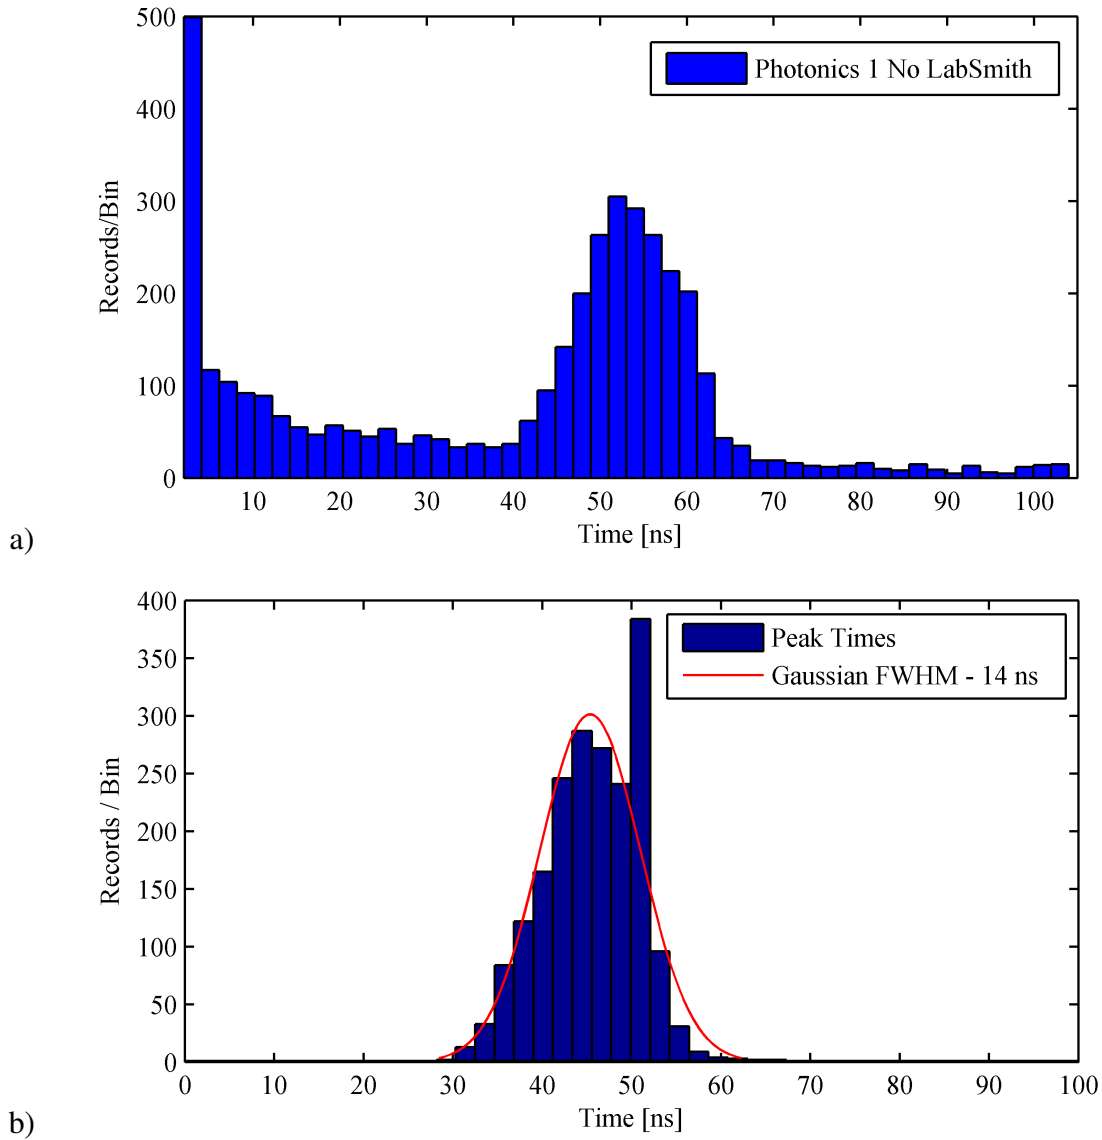 500
400
300
200
100
0
Records/Bin
Photonics 1 No LabSmith
10 20 30 40 50 60 70 80 90 100
Time [ns]
a)
400
350
300
250
200
150
100
50
0
Records / Bin
Peak Times
Gaussian FWHM - 14 ns
0 10 20 30 40 50 60 70 80 90 100
Time [ns]
b)